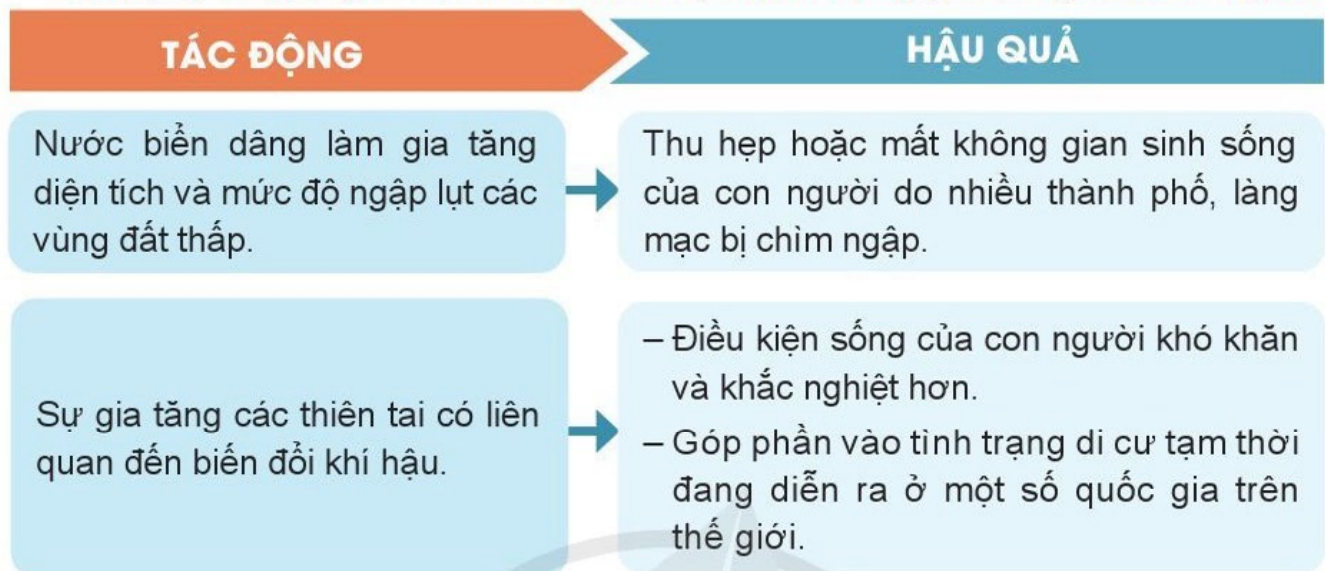 TÁC ĐỘNG
HẬU QUẢ
Nước biển dâng làm gia tăng
diện tích và mức độ ngập lụt các
vùng đất thấp.
Thu hẹp hoặc mất không gian sinh sống
của con người do nhiều thành phố, làng
mạc bị chìm ngập.
Sự gia tăng các thiên tai có liên
quan đến biến đổi khí hậu.
– Điều kiện sống của con người khó khăn
và khắc nghiệt hơn.
– Góp phần vào tình trạng di cư tạm thời
đang diễn ra ở một số quốc gia trên
thế giới.